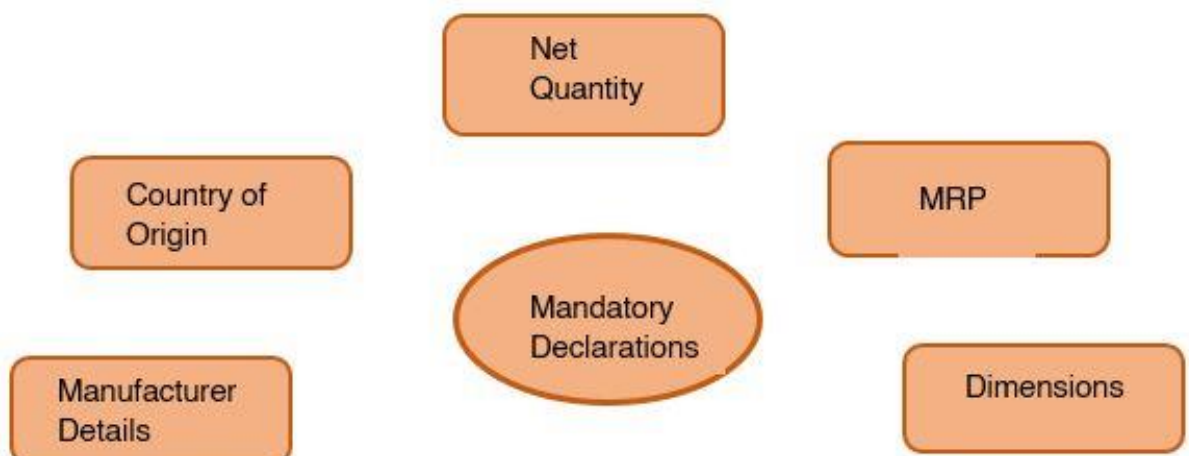 Net
Quantity
Country of
Origin
MRP
Mandatory
Declarations
Manufacturer
Details
Dimensions